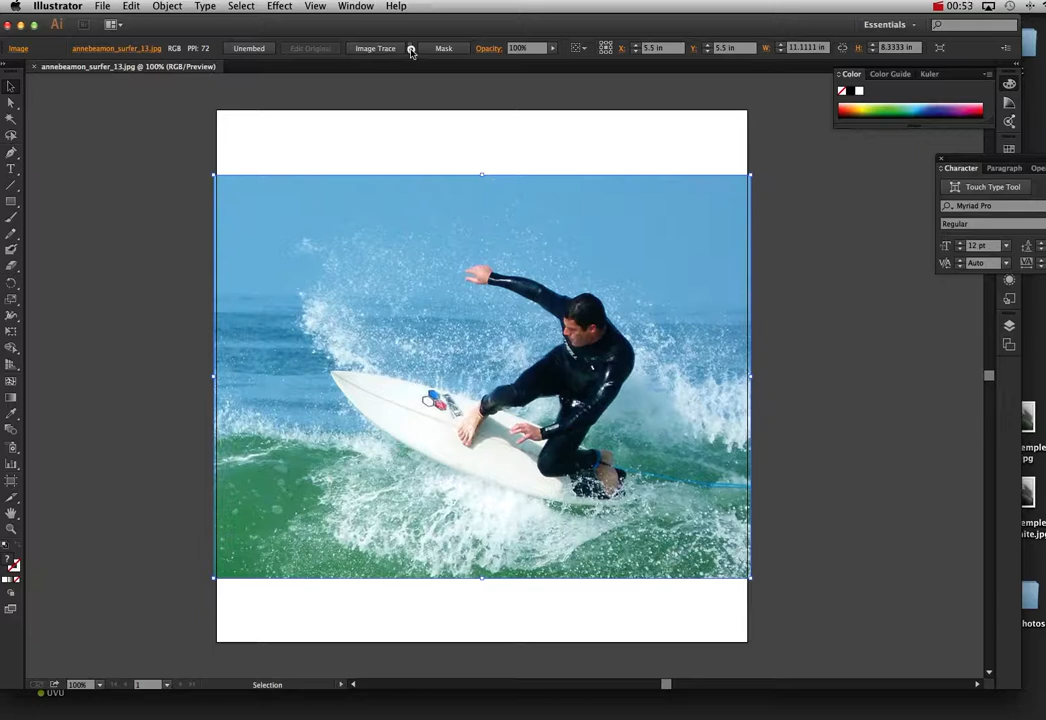 Illustrator File Edit Object Type Select Effect View Window Help 00:53
Ai Essentials
Image annebeamon_surfer_13.jpg RGB PPI: 72 Unembed Edit Original Image Trace Mask Opacity: 100% X: 5.5 in Y: 5.5 in W: 11.1111 in H: 8.3333 in
annebeamon_surfer_13.jpg @ 100% (RGB/Preview)
Color Color Guide Kuler
Character Paragraph
Touch Type Tool
Myriad Pro
Regular
12 pt
Auto
100% 1 Selection
UVU